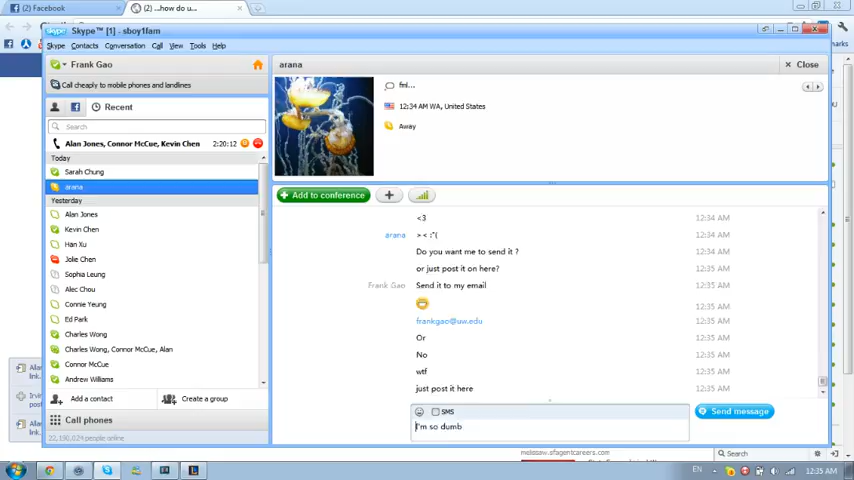 (2) Facebook
(2) ...how do u...
Skype™ [1] - sboy1fam
Skype Contacts Conversation Call View Tools Help
Frank Gao
Call cheaply to mobile phones and landlines
Recent
Search
Alan Jones, Connor McCue, Kevin Chen 2:20:12
Today
Sarah Chung
arana
Yesterday
Alan Jones
Kevin Chen
Han Xu
Jolie Chen
Sophia Leung
Alec Chou
Connie Yeung
Ed Park
Charles Wong
Charles Wong, Connor McCue, Alan
Connor McCue
Andrew Williams
Add a contact Create a group
Call phones
22,190,024 people online
arana
Close
fml...
12:34 AM WA, United States
Away
Add to conference
<3 12:34 AM
arana > < :"( 12:34 AM
Do you want me to send it ? 12:34 AM
or just post it on here? 12:35 AM
Frank Gao Send it to my email 12:35 AM
12:35 AM
frankgao@uw.edu 12:35 AM
Or 12:35 AM
No 12:35 AM
wtf 12:35 AM
just post it here 12:35 AM
SMS
I'm so dumb
Send message
melosaw.sfagentcareers.com
Search
EN 12:35 AM